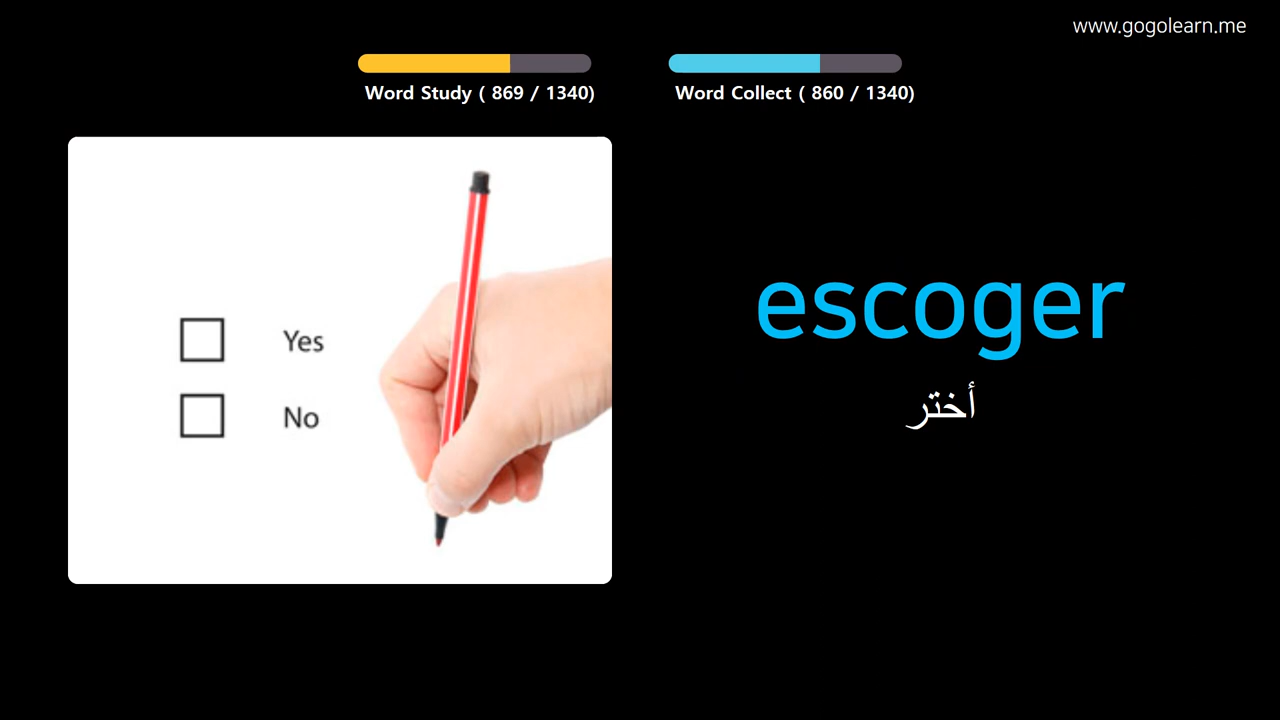 www.gogolearn.me
Word Study ( 869 / 1340)
Word Collect ( 860 / 1340)
Yes
No
escoger
أختر